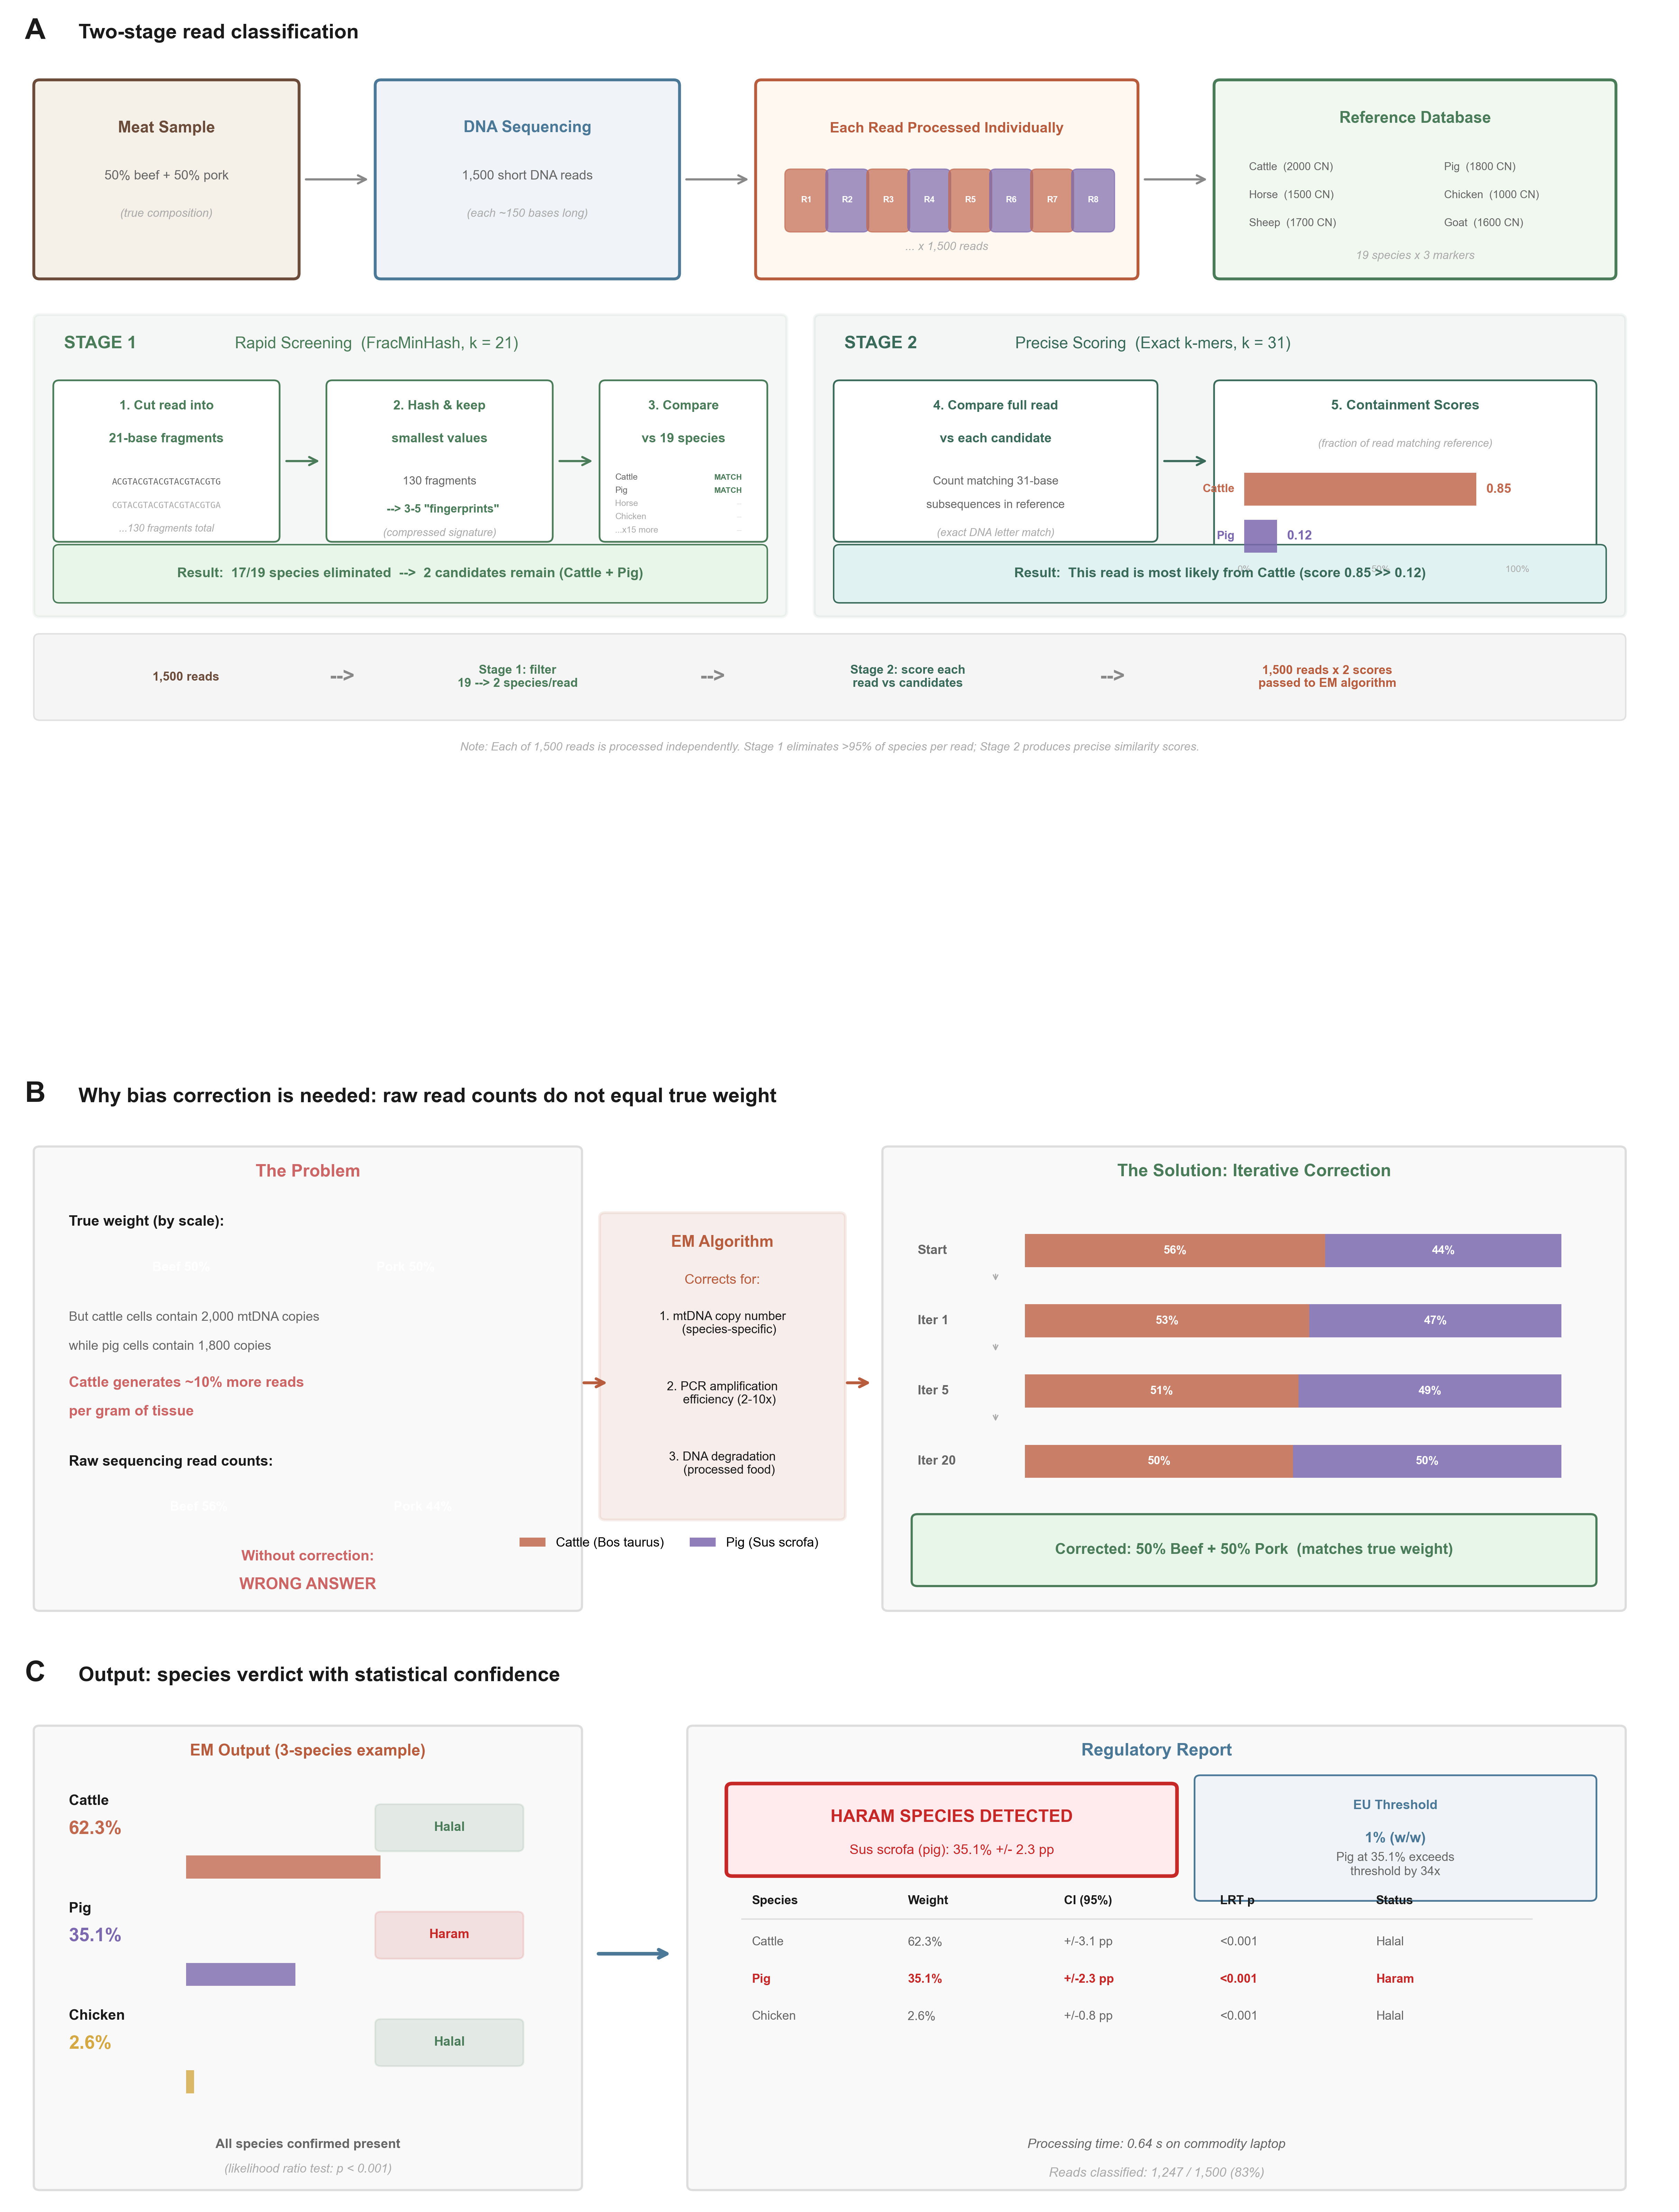 A Two-stage read classification
Meat Sample
50% beef + 50% pork
(true composition)
DNA Sequencing
1,500 short DNA reads
(each ~150 bases long)
Each Read Processed Individually
R1 R2 R3 R4 R5 R6 R7 R8
... x 1,500 reads
Reference Database
Cattle (2000 CN) Pig (1800 CN)
Horse (1500 CN) Chicken (1000 CN)
Sheep (1700 CN) Goat (1600 CN)
19 species x 3 markers
STAGE 1 Rapid Screening (FracMinHash, k = 21)
1. Cut read into
21-base fragments
ACGTACGTACGTACGTACGTG
CGTACGTACGTACGTACGTGA
...130 fragments total
2. Hash & keep
smallest values
130 fragments
--> 3-5 "fingerprints"
(compressed signature)
3. Compare
vs 19 species
Cattle MATCH
Pig MATCH
Horse
Chicken
...x15 more
Result: 17/19 species eliminated --> 2 candidates remain (Cattle + Pig)
STAGE 2 Precise Scoring (Exact k-mers, k = 31)
4. Compare full read
vs each candidate
Count matching 31-base
subsequences in reference
(exact DNA letter match)
5. Containment Scores
(fraction of read matching reference)
Cattle 0.85
Pig 0.12
0% 50% 100%
Result: This read is most likely from Cattle (score 0.85 >> 0.12)
1,500 reads
-->
Stage 1: filter
19 --> 2 species/read
-->
Stage 2: score each
read vs candidates
-->
1,500 reads x 2 scores
passed to EM algorithm
Note: Each of 1,500 reads is processed independently. Stage 1 eliminates >95% of species per read; Stage 2 produces precise similarity scores.
B Why bias correction is needed: raw read counts do not equal true weight
The Problem
True weight (by scale):
Beef 50% Pork 50%
But cattle cells contain 2,000 mtDNA copies
while pig cells contain 1,800 copies
Cattle generates ~10% more reads
per gram of tissue
Raw sequencing read counts:
Beef 56% Pork 44%
Without correction:
WRONG ANSWER
EM Algorithm
Corrects for:
1. mtDNA copy number
(species-specific)
2. PCR amplification
efficiency (2-10x)
3. DNA degradation
(processed food)
Cattle (Bos taurus) Pig (Sus scrofa)
The Solution: Iterative Correction
Start 56% 44%
Iter 1 53% 47%
Iter 5 51% 49%
Iter 20 50% 50%
Corrected: 50% Beef + 50% Pork (matches true weight)
C Output: species verdict with statistical confidence
EM Output (3-species example)
Cattle
62.3%
Halal
Pig
35.1%
Haram
Chicken
2.6%
Halal
All species confirmed present
(likelihood ratio test: p < 0.001)
Regulatory Report
HARAM SPECIES DETECTED
Sus scrofa (pig): 35.1% +/- 2.3 pp
EU Threshold
1% (w/w)
Pig at 35.1% exceeds
threshold by 34x
Species Weight CI (95%) LRT p Status
Cattle 62.3% +/-3.1 pp <0.001 Halal
Pig 35.1% +/-2.3 pp <0.001 Haram
Chicken 2.6% +/-0.8 pp <0.001 Halal
Processing time: 0.64 s on commodity laptop
Reads classified: 1,247 / 1,500 (83%)